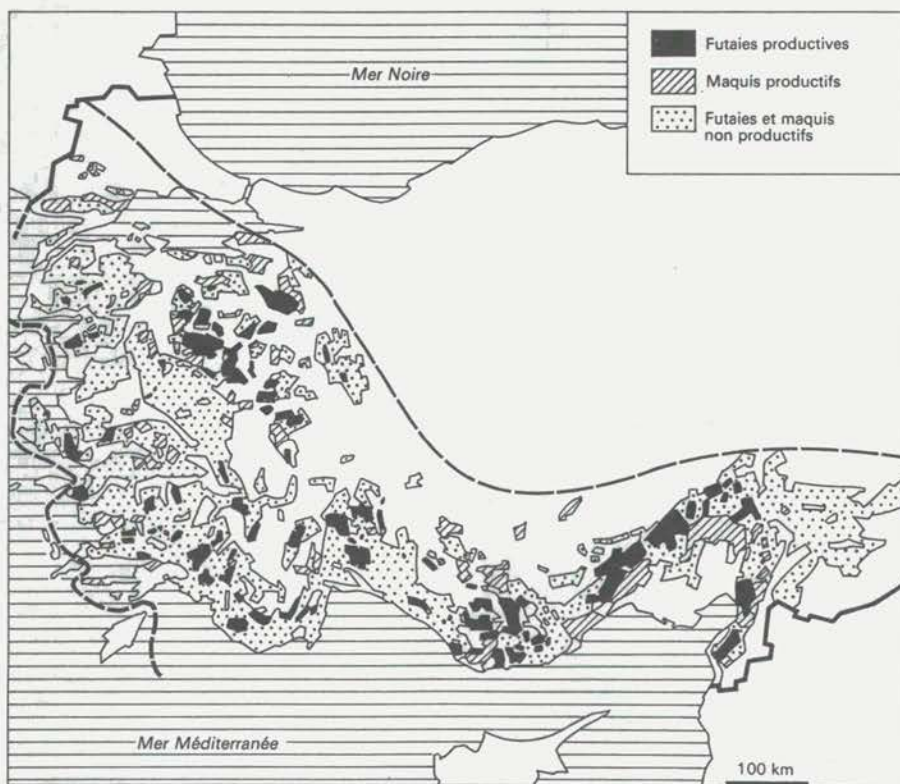 Mer Noire
Futaies productives
Maquis productifs
Futaies et maquis
non productifs
Mer Méditerranée
100 km